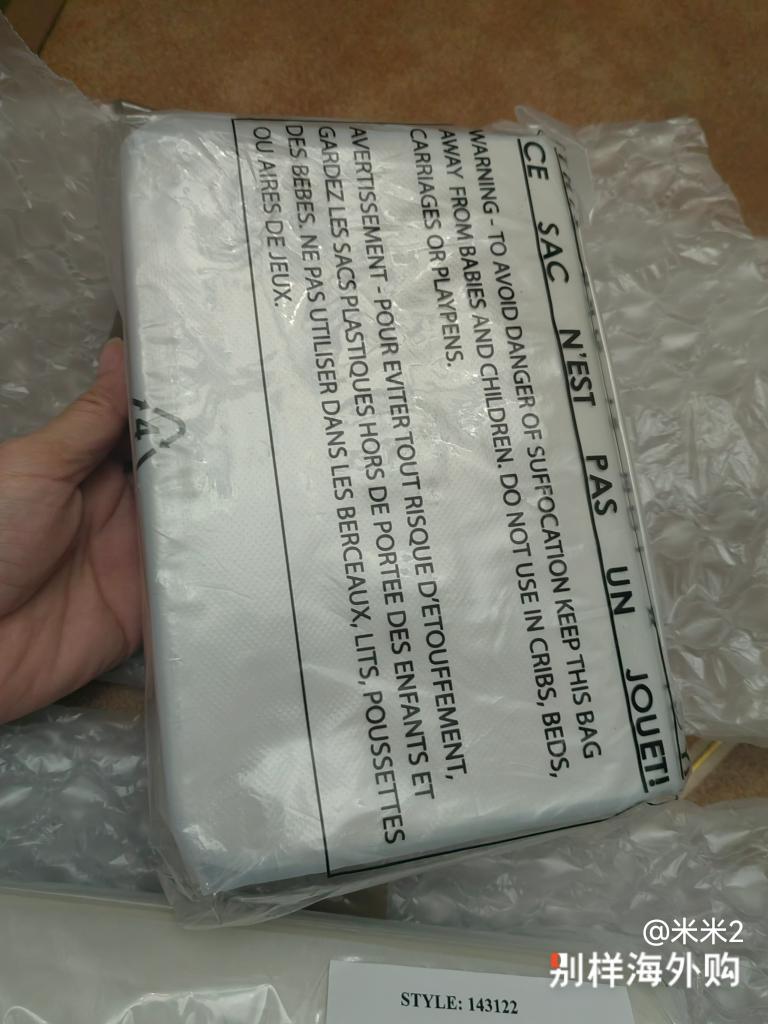 CE SAC N'EST PAS UN JOUET!
WARNING - TO AVOID DANGER OF SUFFOCATION KEEP THIS BAG
AWAY FROM BABIES AND CHILDREN. DO NOT USE IN CRIBS, BEDS,
CARRIAGES OR PLAYPENS.
AVERTISSEMENT - POUR EVITER TOUT RISQUE D'ETOUFFEMENT,
GARDEZ LES SACS PLASTIQUES HORS DE PORTEE DES ENFANTS ET
DES BEBES. NE PAS UTILISER DANS LES BERCEAUX, LITS, POUSSETTES
OU AIRES DE JEUX.
4
@米米2
别样海外购
STYLE: 143122